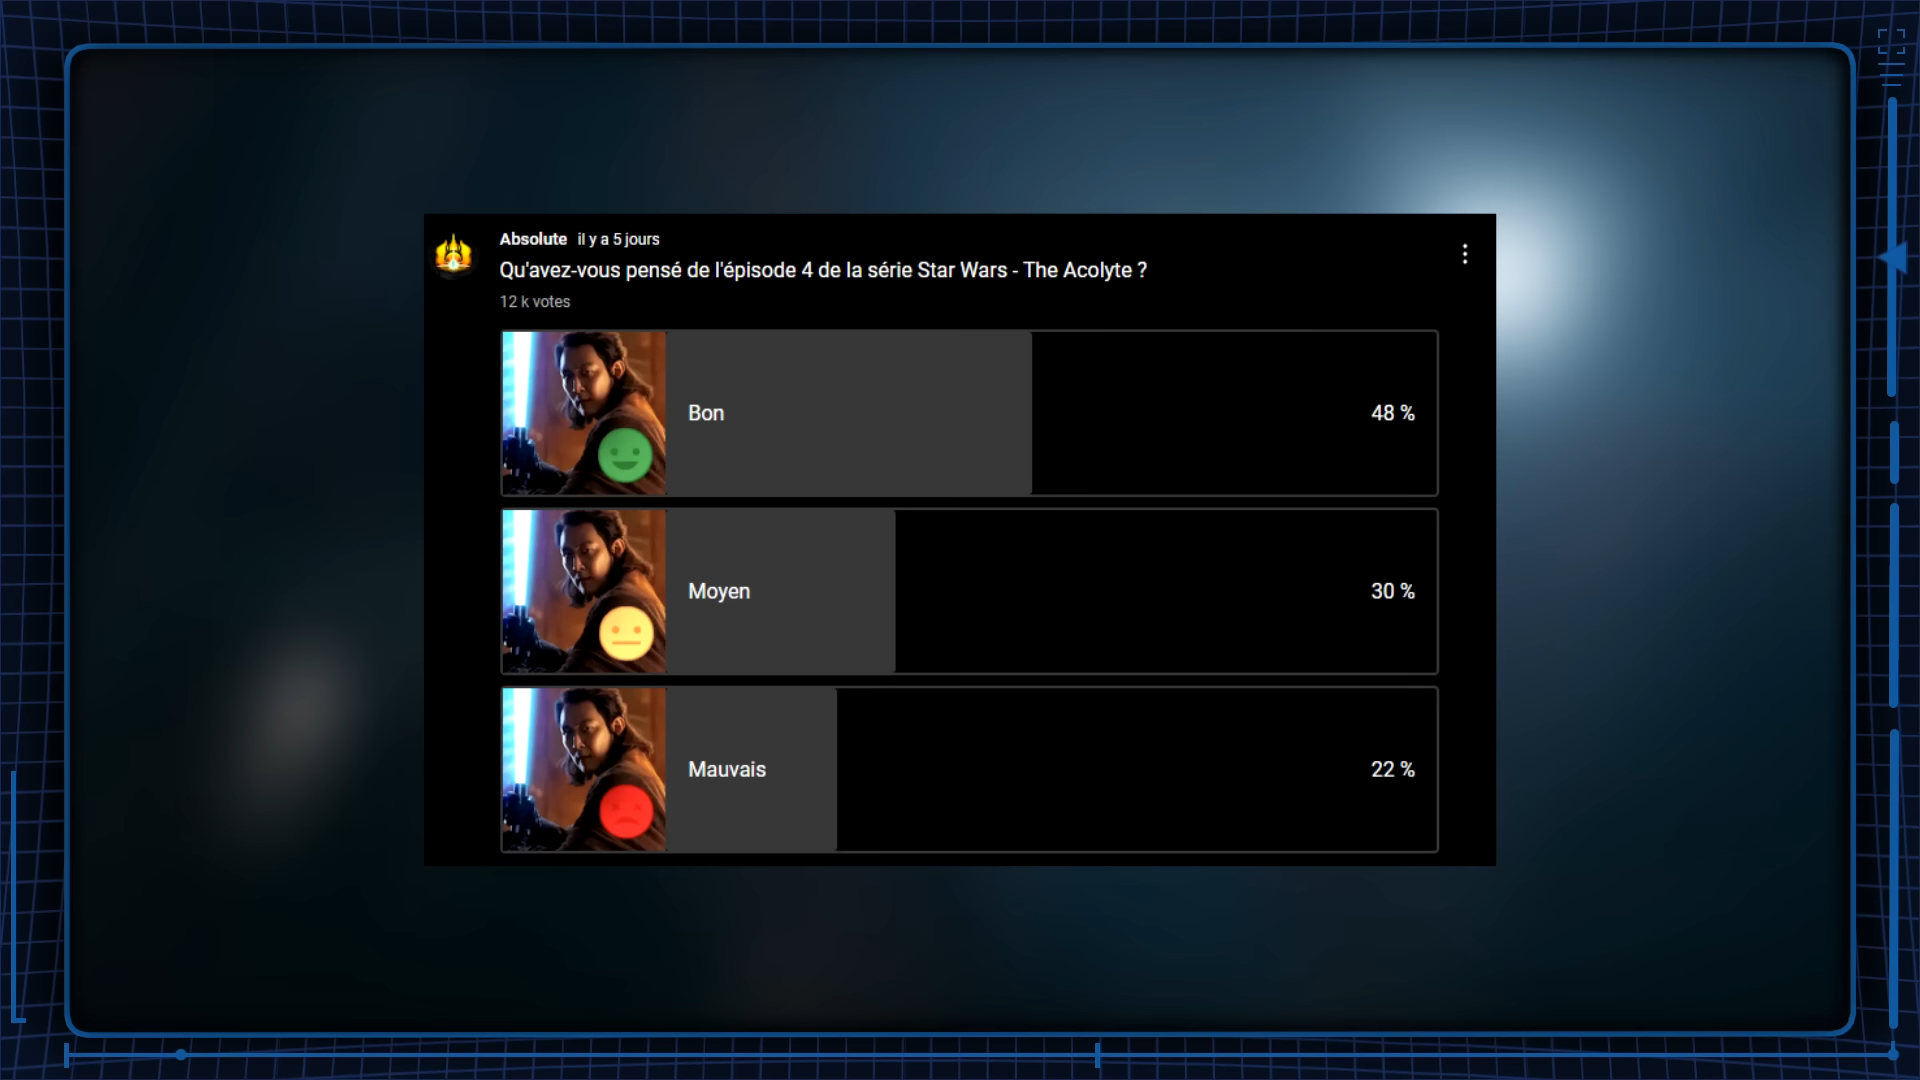 Absolute il y a 5 jours
Qu'avez-vous pensé de l'épisode 4 de la série Star Wars - The Acolyte ?
12 k votes
Bon 48 %
Moyen 30 %
Mauvais 22 %